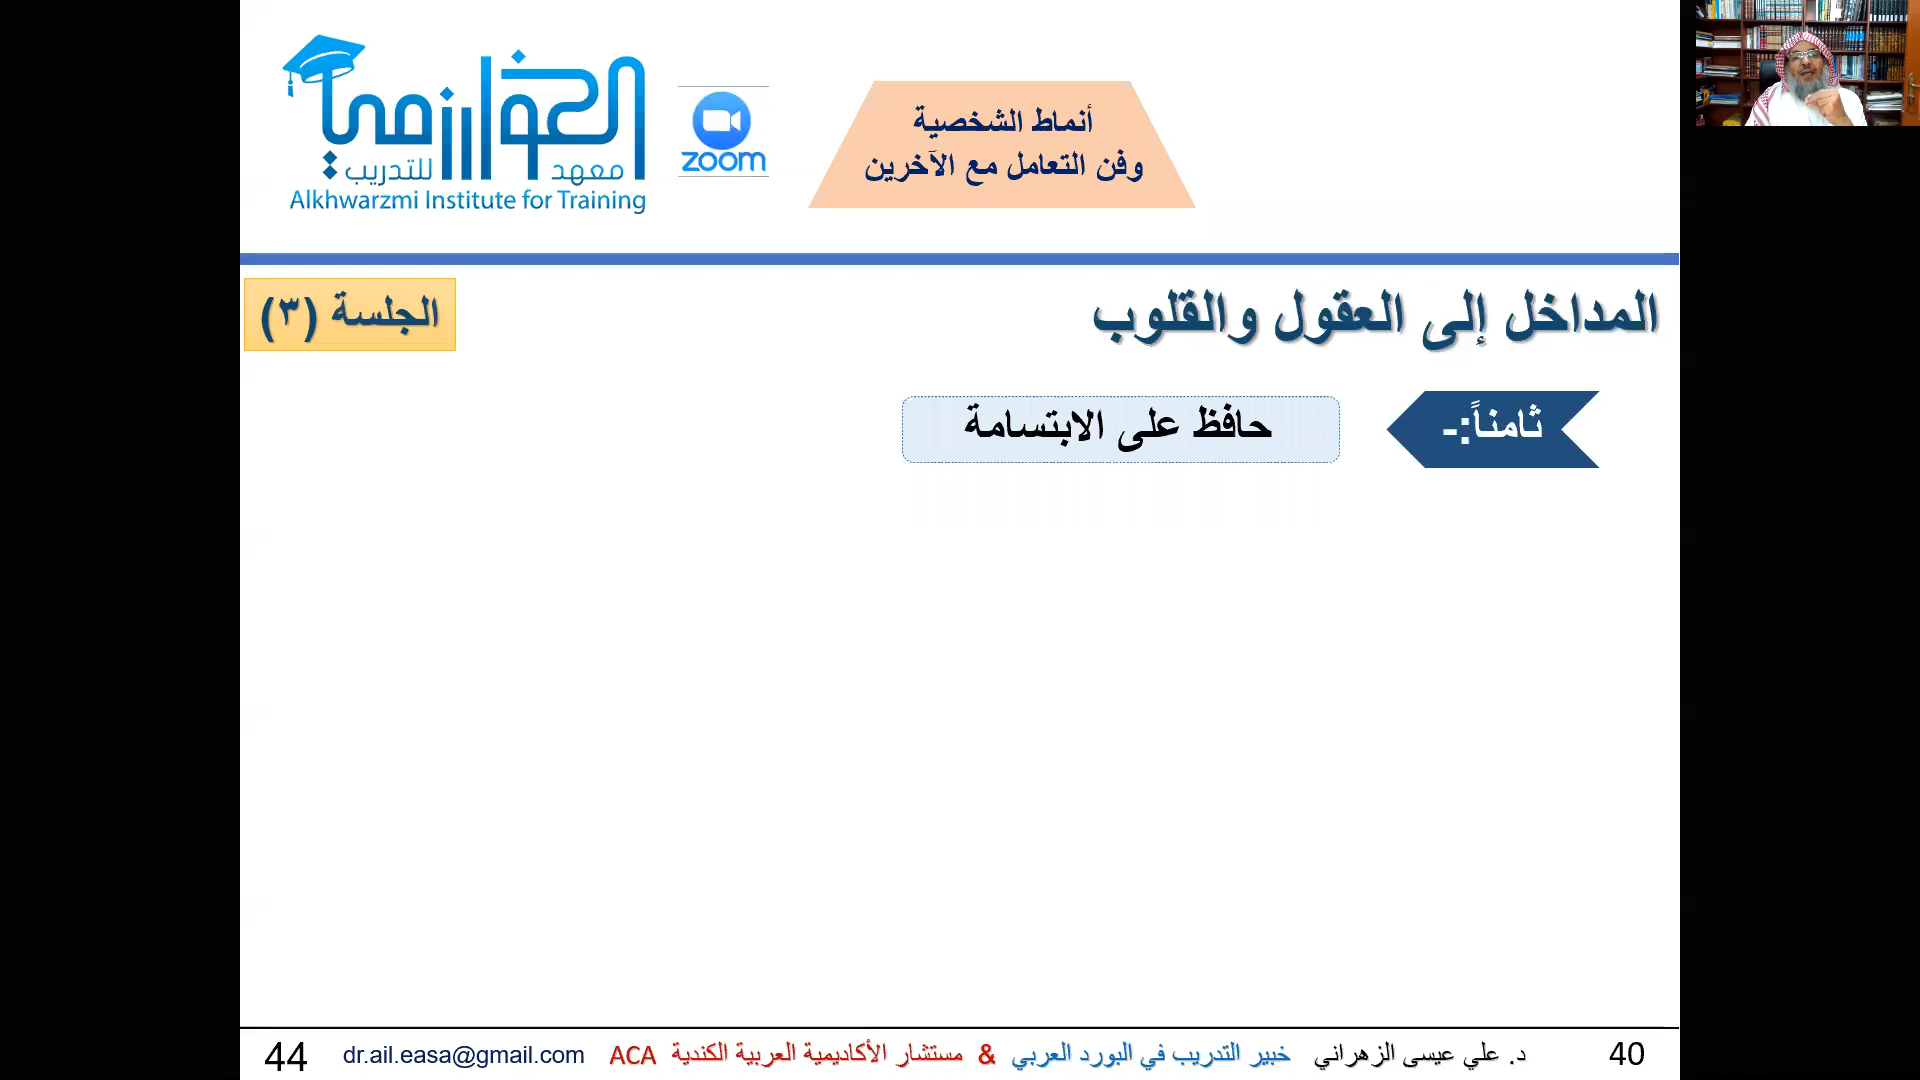 الخوارزمي
معهد للتدريب
Alkhwarzmi Institute for Training
zoom
أنماط الشخصية
وفن التعامل مع الآخرين
المداخل إلى العقول والقلوب
الجلسة (٣)
ثامناً:-
حافظ على الابتسامة
40
د. علي عيسى الزهراني خبير التدريب في البورد العربي & مستشار الأكاديمية العربية الكندية ACA
dr.ail.easa@gmail.com
44